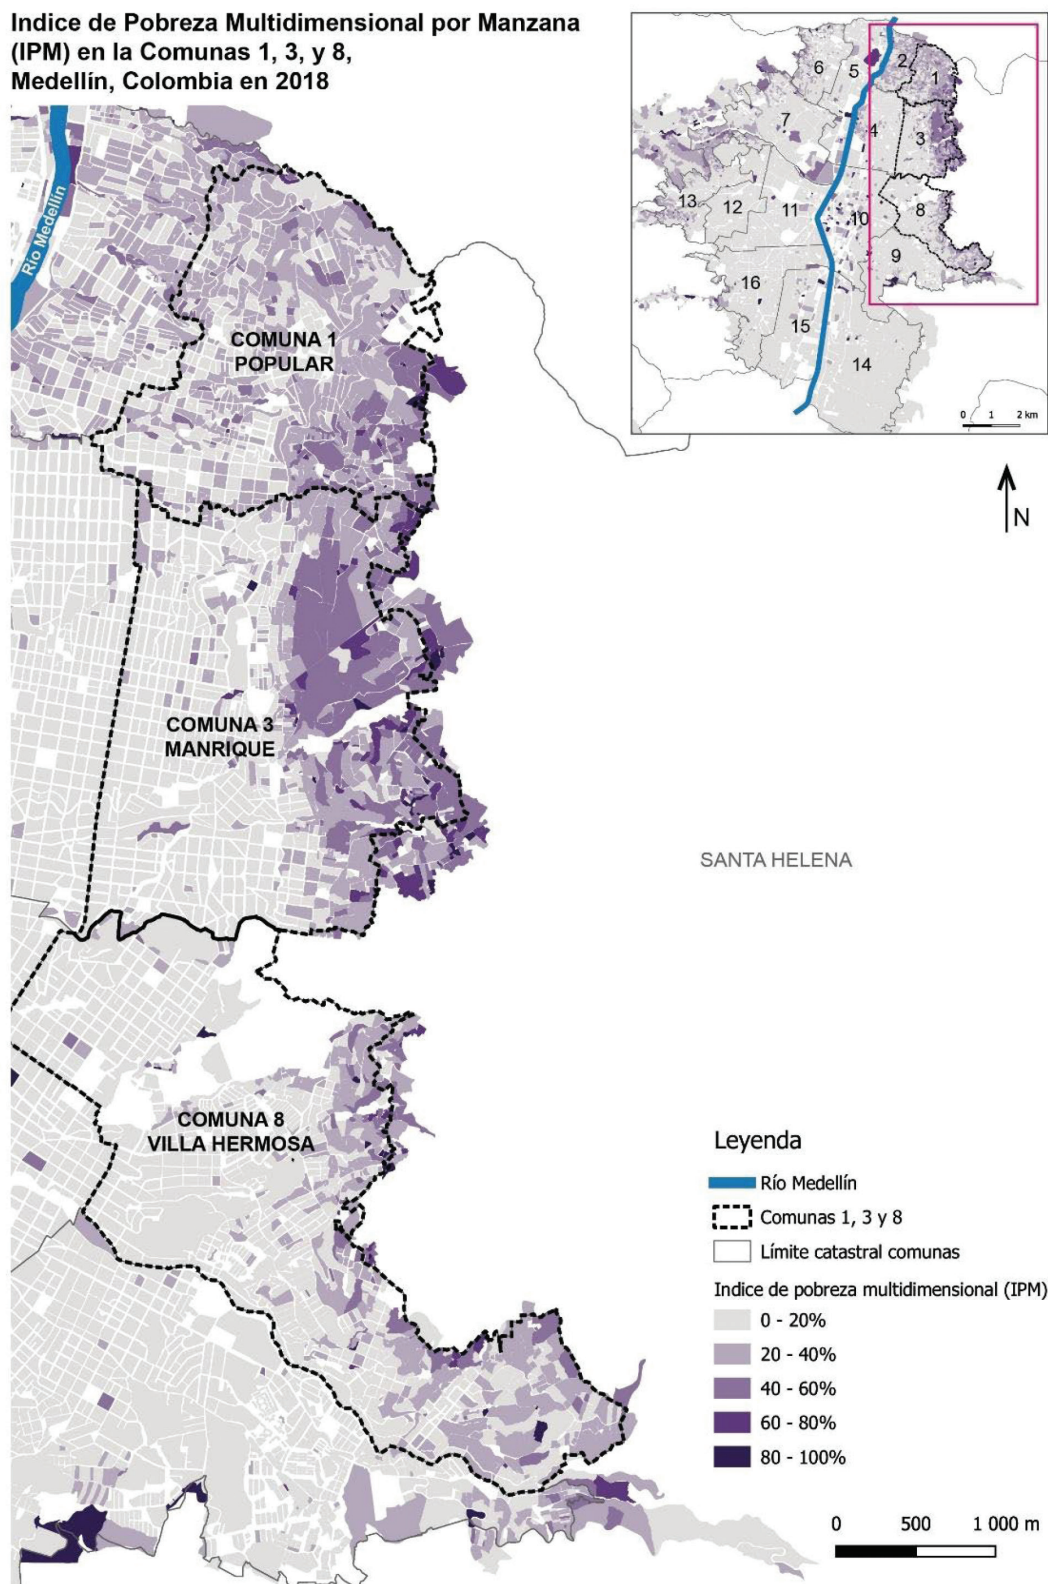 Indice de Pobreza Multidimensional por Manzana
(IPM) en la Comunas 1, 3, y 8,
Medellín, Colombia en 2018
6
5
2
1
7
4
3
13
12
11
10
8
9
16
15
14
0 1 2 km
N
Río Medellín
COMUNA 1
POPULAR
COMUNA 3
MANRIQUE
SANTA HELENA
COMUNA 8
VILLA HERMOSA
Leyenda
Río Medellín
Comunas 1, 3 y 8
Límite catastral comunas
Indice de pobreza multidimensional (IPM)
0 - 20%
20 - 40%
40 - 60%
60 - 80%
80 - 100%
0 500 1 000 m